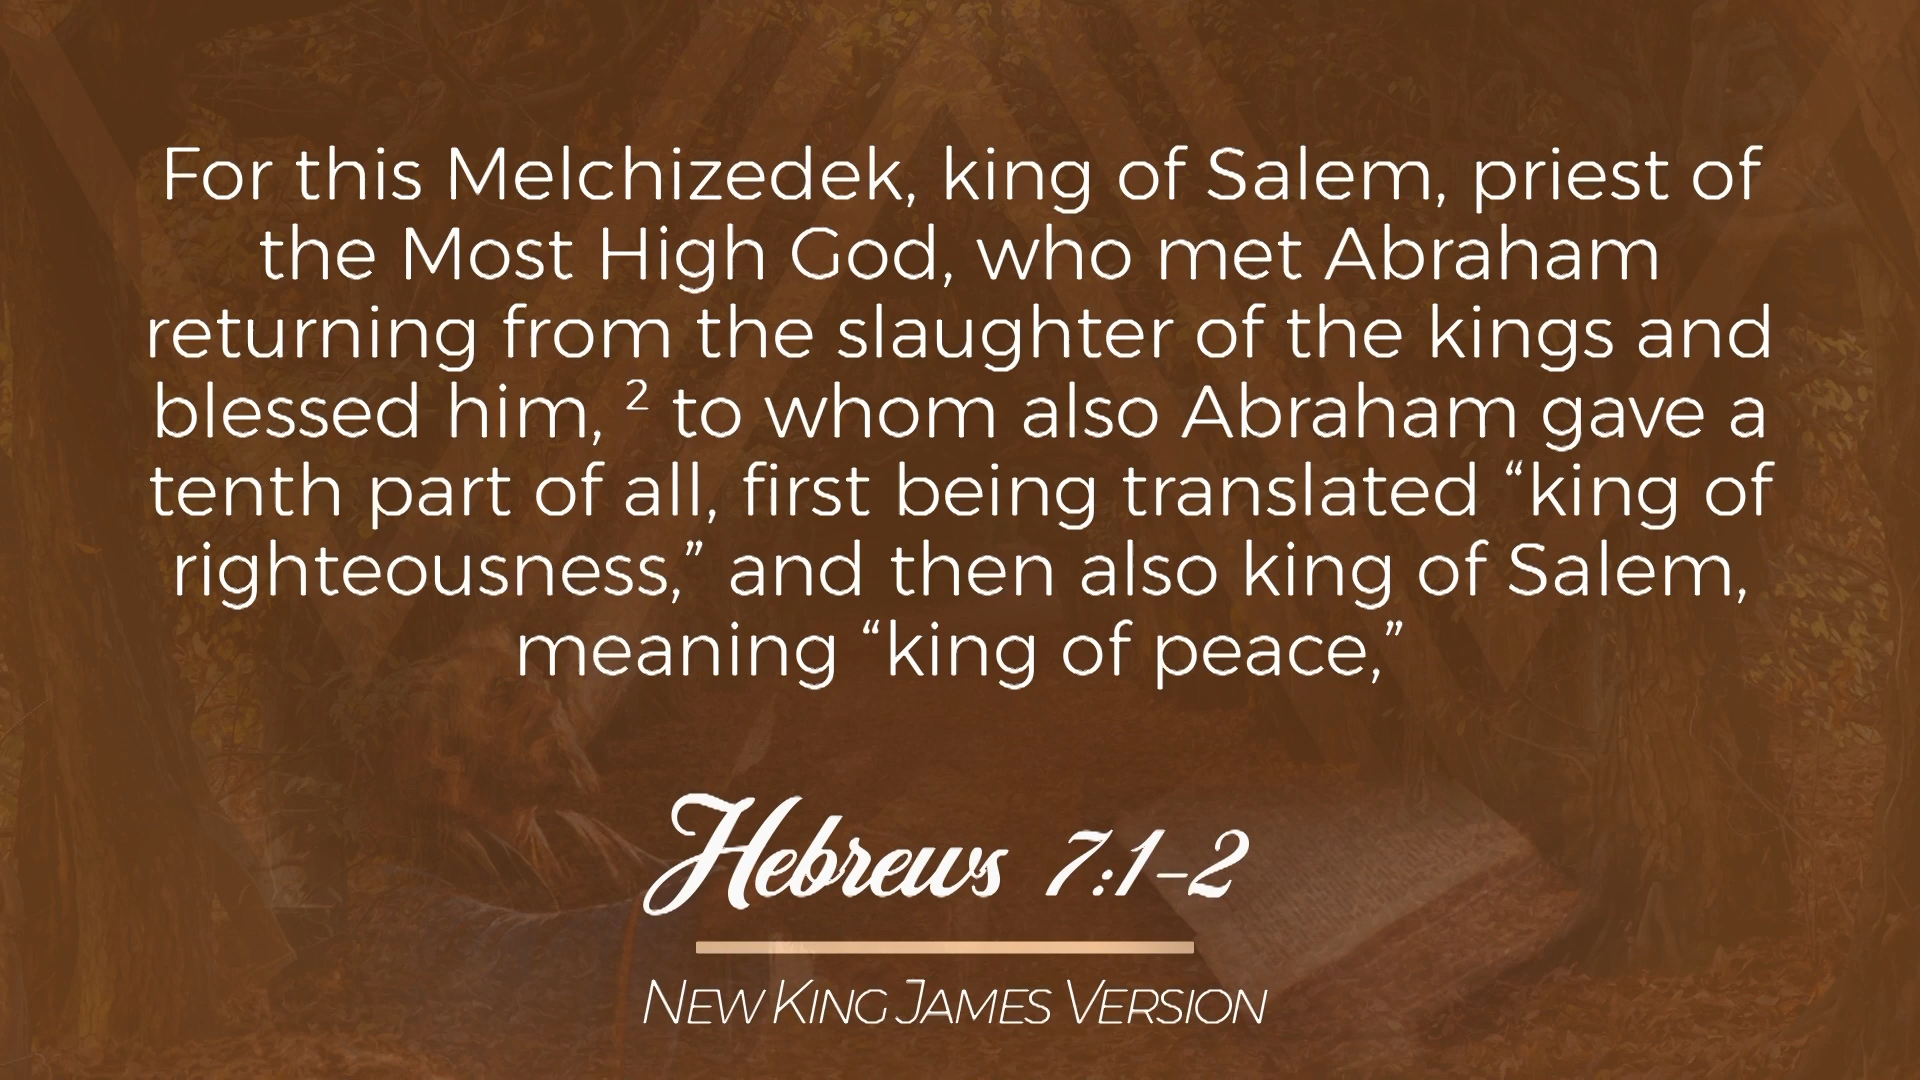 For this Melchizedek, king of Salem, priest of
the Most High God, who met Abraham
returning from the slaughter of the kings and
blessed him, ² to whom also Abraham gave a
tenth part of all, first being translated “king of
righteousness,” and then also king of Salem,
meaning “king of peace,”
Hebrews 7:1-2
NEW KING JAMES VERSION